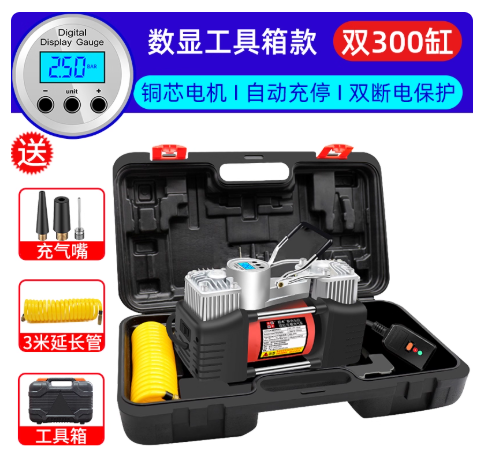 Digital
Display Gauge
2.50 BAR
− unit +
数显工具箱款 双300缸
铜芯电机 I 自动充停 I 双断电保护
送
充气嘴
3米延长管
工具箱